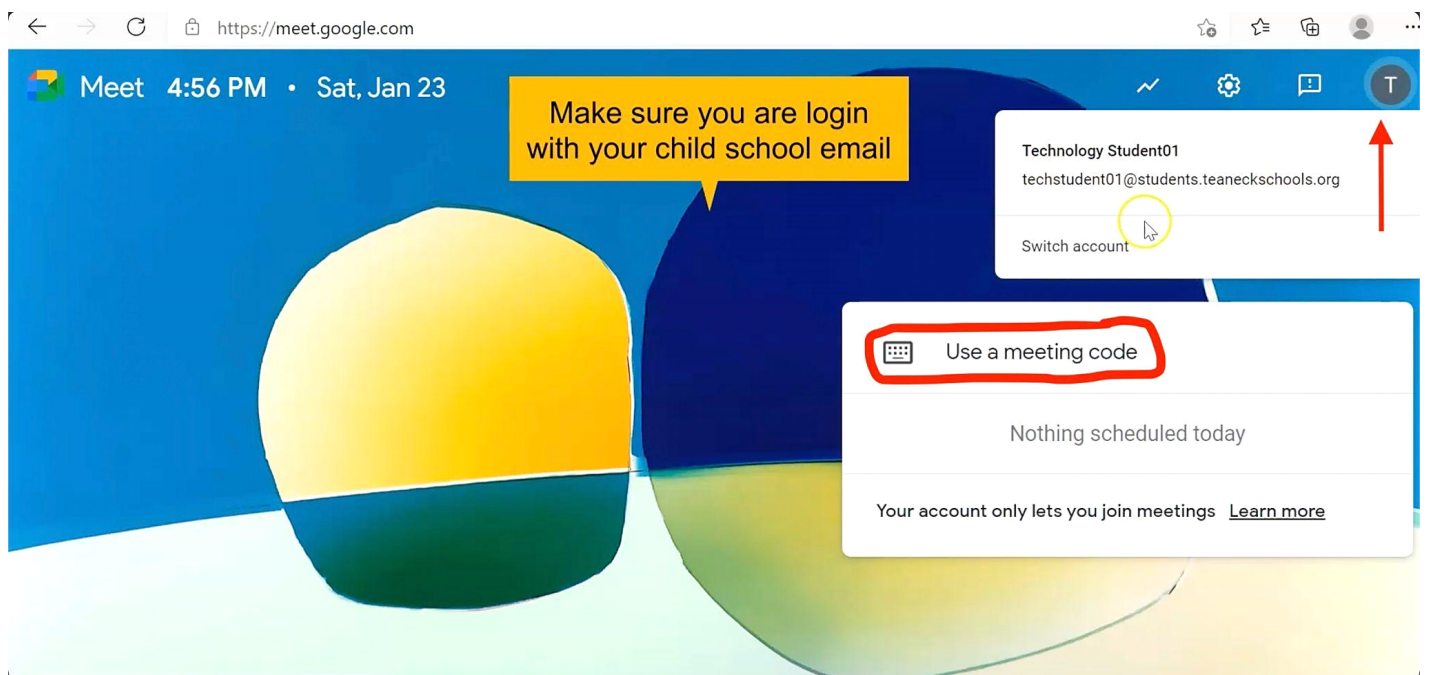 https://meet.google.com
Meet 4:56 PM • Sat, Jan 23
T
Make sure you are login
with your child school email
Technology Student01
techstudent01@students.teaneckschools.org
Switch account
Use a meeting code
Nothing scheduled today
Your account only lets you join meetings Learn more